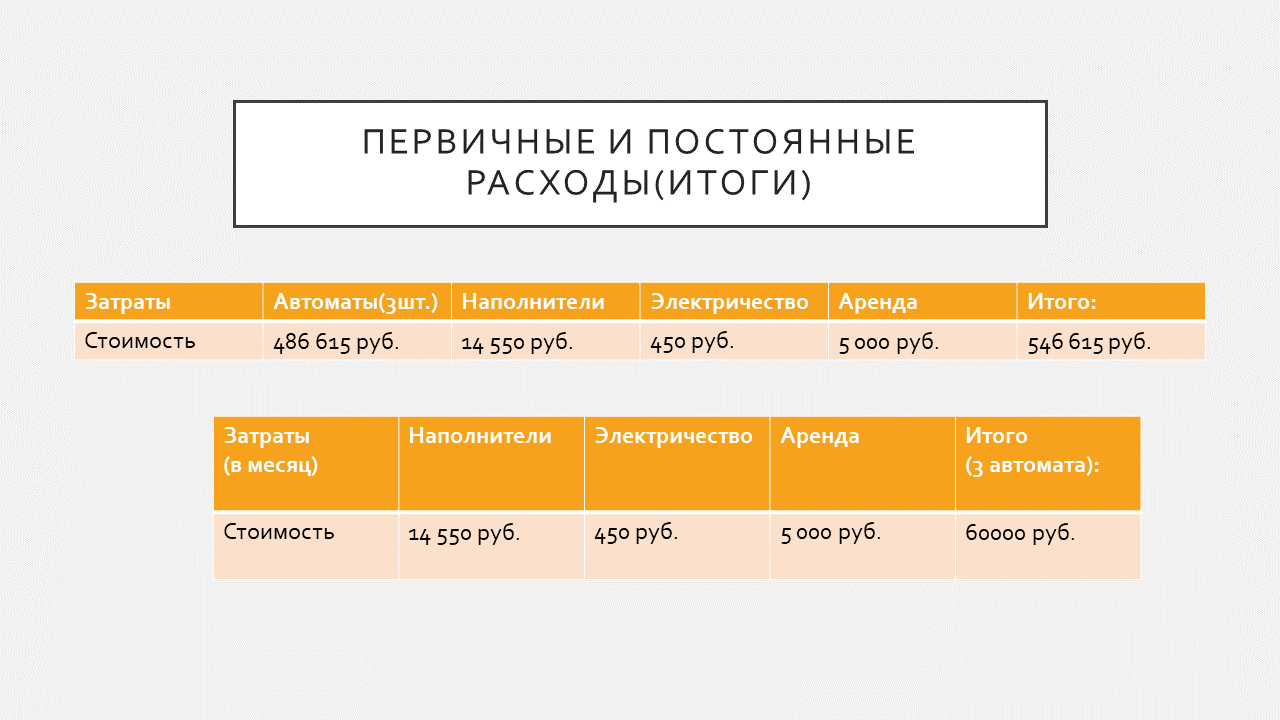 ПЕРВИЧНЫЕ И ПОСТОЯННЫЕ
РАСХОДЫ(ИТОГИ)
Затраты Автоматы(3шт.) Наполнители Электричество Аренда Итого:
Стоимость 486 615 руб. 14 550 руб. 450 руб. 5 000 руб. 546 615 руб.
Затраты Наполнители Электричество Аренда Итого
(в месяц) (3 автомата):
Стоимость 14 550 руб. 450 руб. 5 000 руб. 60000 руб.